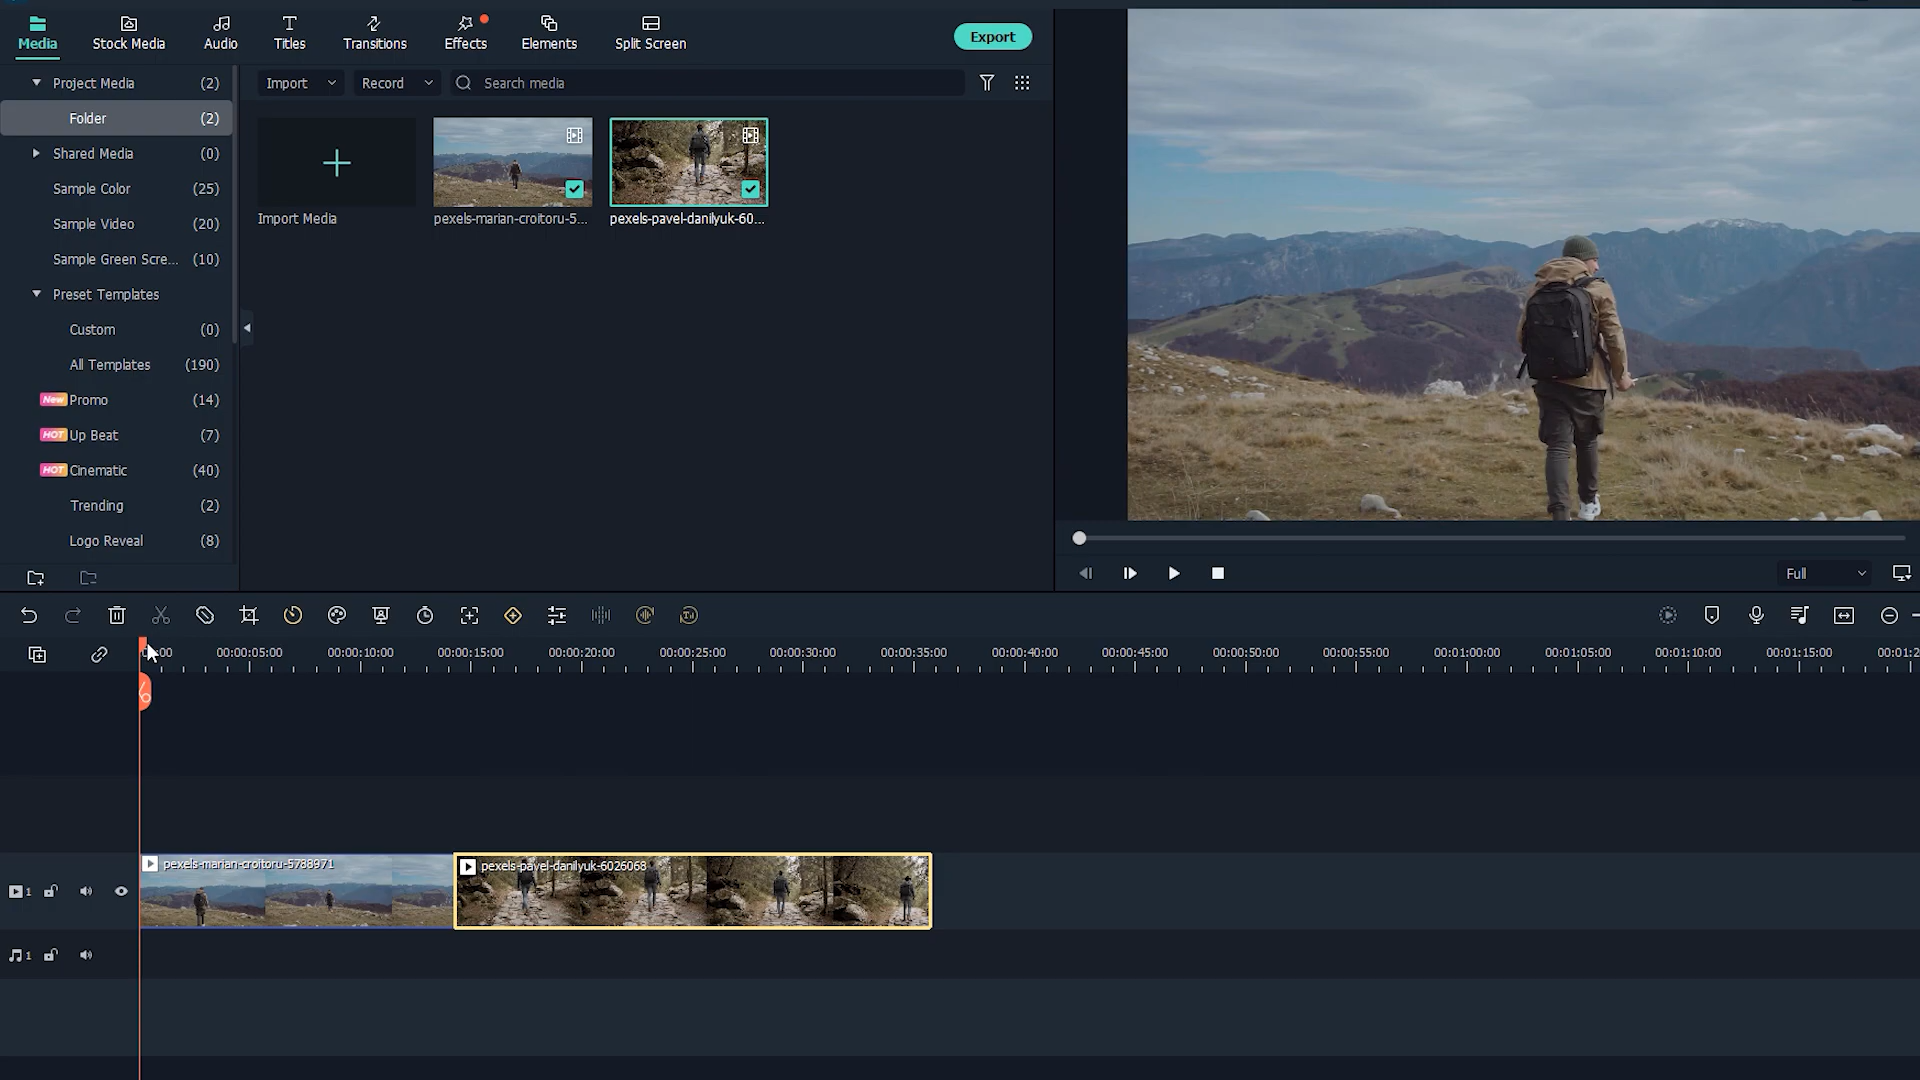 Media
Stock Media
Audio
Titles
Transitions
Effects
Elements
Split Screen
Export
Project Media (2)
Folder (2)
Shared Media (0)
Sample Color (25)
Sample Video (20)
Sample Green Scre... (10)
Preset Templates
Custom (0)
All Templates (190)
New Promo (14)
HOT Up Beat (7)
HOT Cinematic (40)
Trending (2)
Logo Reveal (8)
Import
Record
Search media
Import Media
pexels-marian-croitoru-5...
pexels-pavel-danilyuk-60...
Full
00:00:05:00
00:00:10:00
00:00:15:00
00:00:20:00
00:00:25:00
00:00:30:00
00:00:35:00
00:00:40:00
00:00:45:00
00:00:50:00
00:00:55:00
00:01:00:00
00:01:05:00
00:01:10:00
00:01:15:00
pexels-marian-croitoru-5788971
pexels-pavel-danilyuk-6026068
1
1